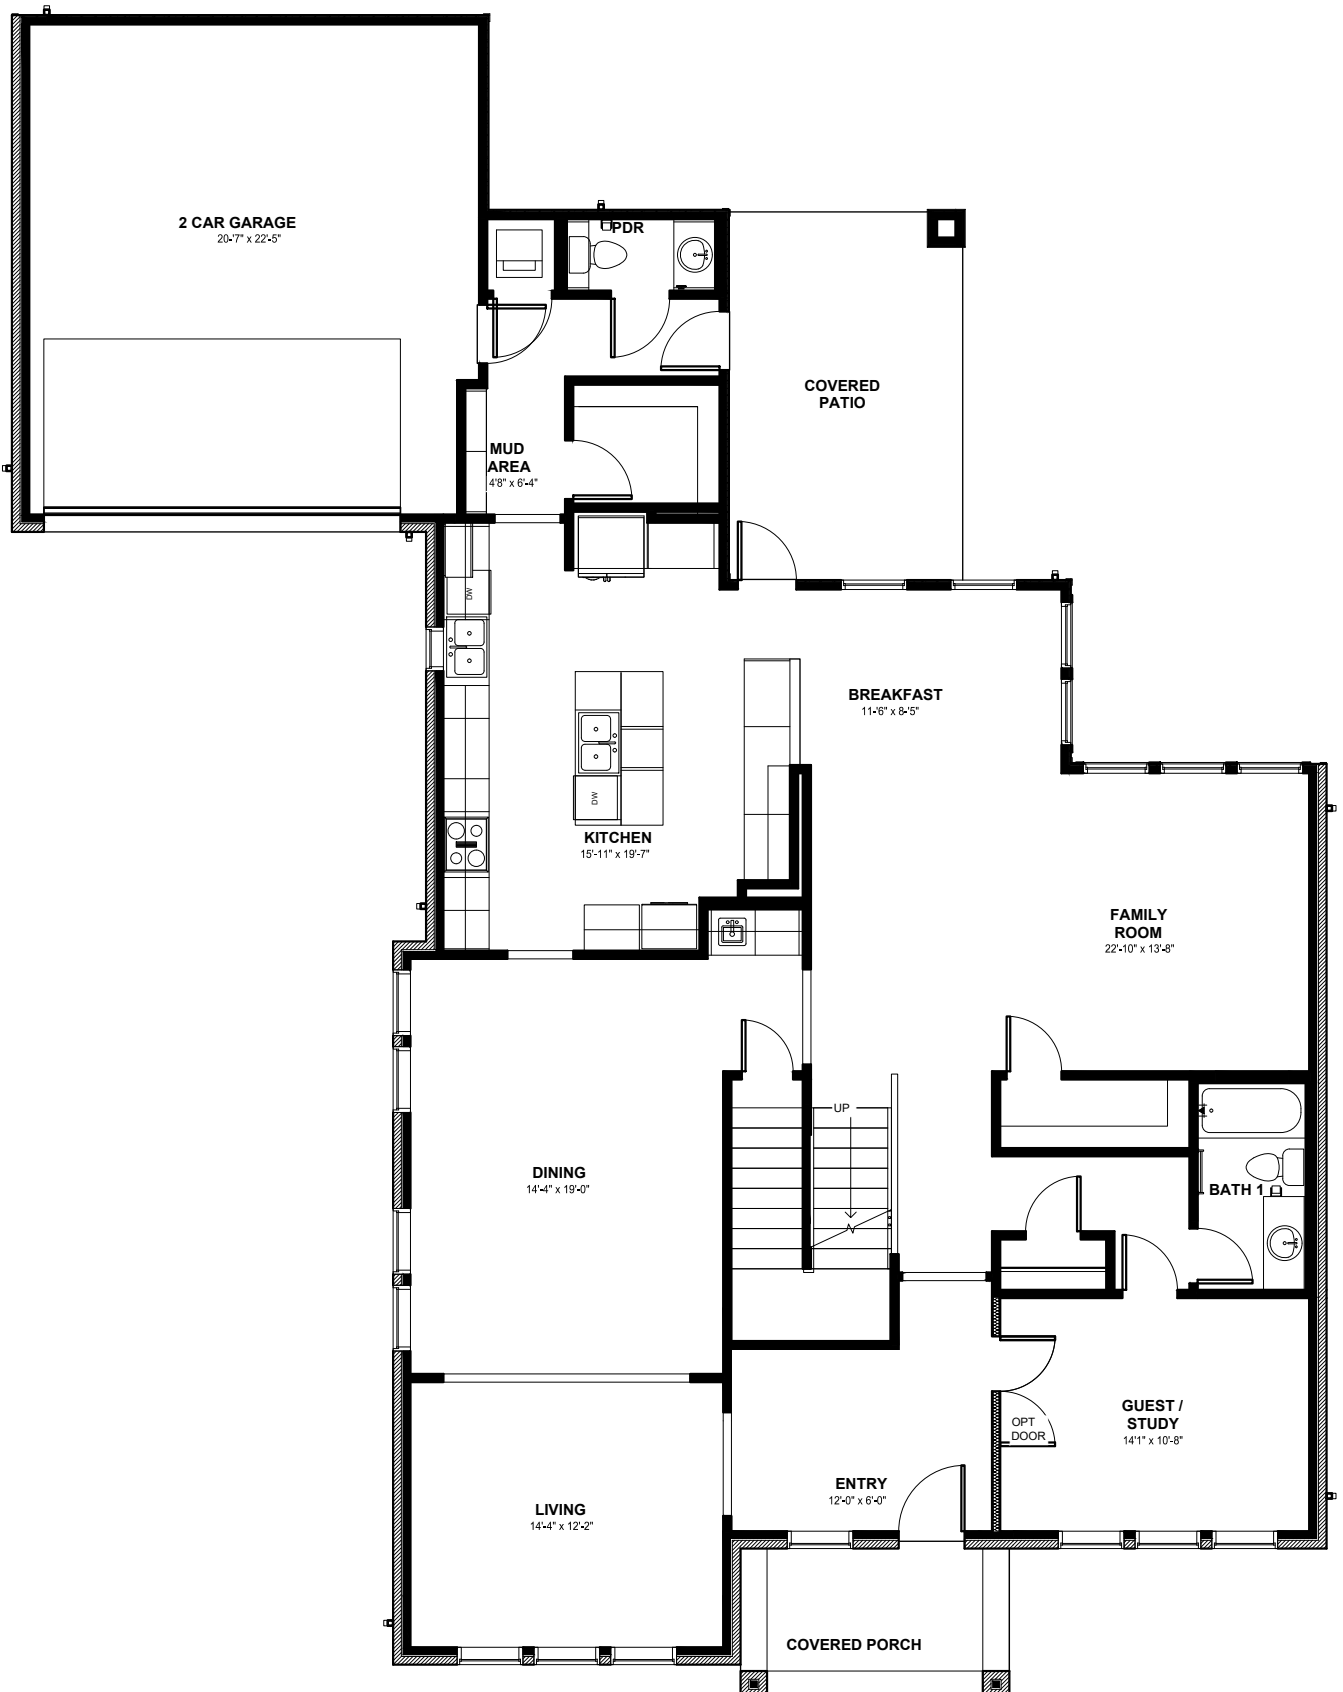 2 CAR GARAGE
20-'7" x 22'-5"
PDR
COVERED
PATIO
MUD
AREA
4'8" x 6'-4"
DW
BREAKFAST
11-'6" x 8-'5"
DW
KITCHEN
15'-11" x 19'-7"
FAMILY
ROOM
22'-10" x 13'-8"
UP
DINING
14'-4" x 19'-0"
BATH 1
GUEST /
STUDY
14'1" x 10'-8"
OPT
DOOR
ENTRY
12'-0" x 6'-0"
LIVING
14'-4" x 12'-2"
COVERED PORCH